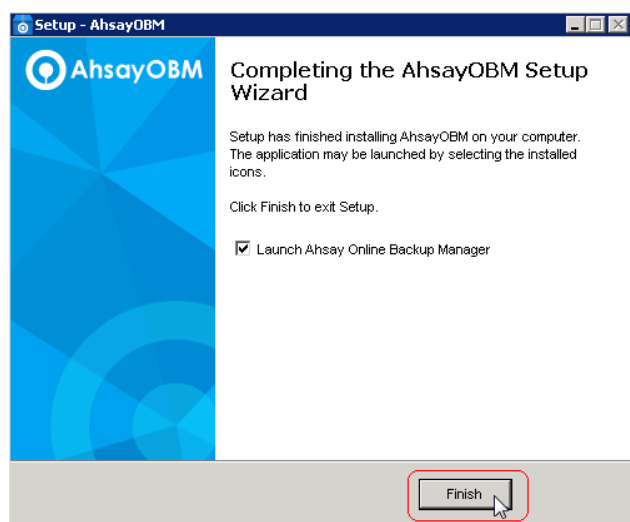 Setup - AhsayOBM
AhsayOBM
Completing the AhsayOBM Setup
Wizard
Setup has finished installing AhsayOBM on your computer.
The application may be launched by selecting the installed
icons.
Click Finish to exit Setup.
Launch Ahsay Online Backup Manager
Finish